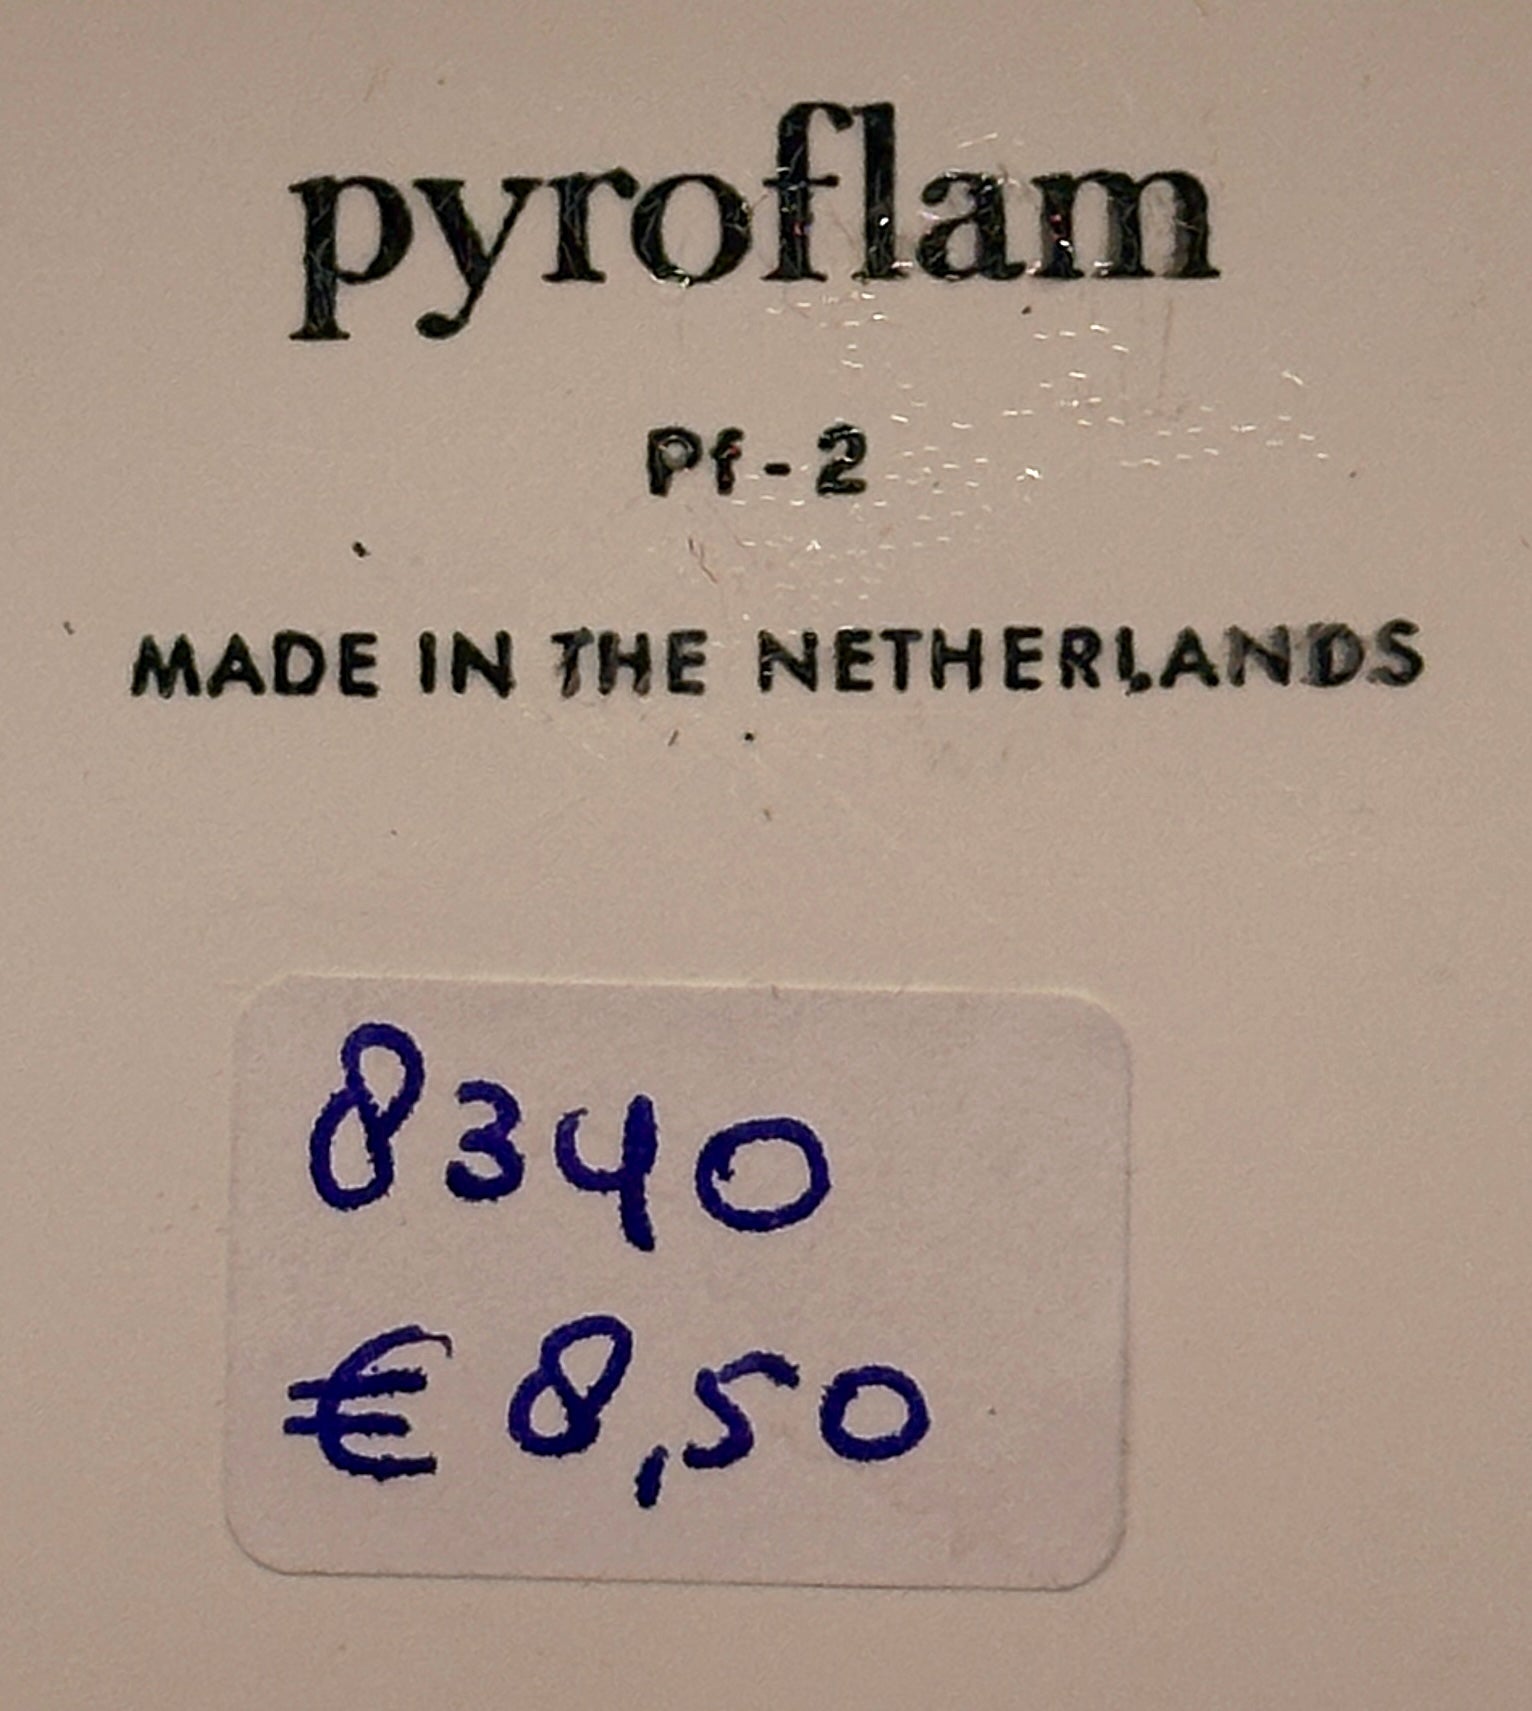 pyroflam
Pf-2
MADE IN THE NETHERLANDS
8340
€ 8,50